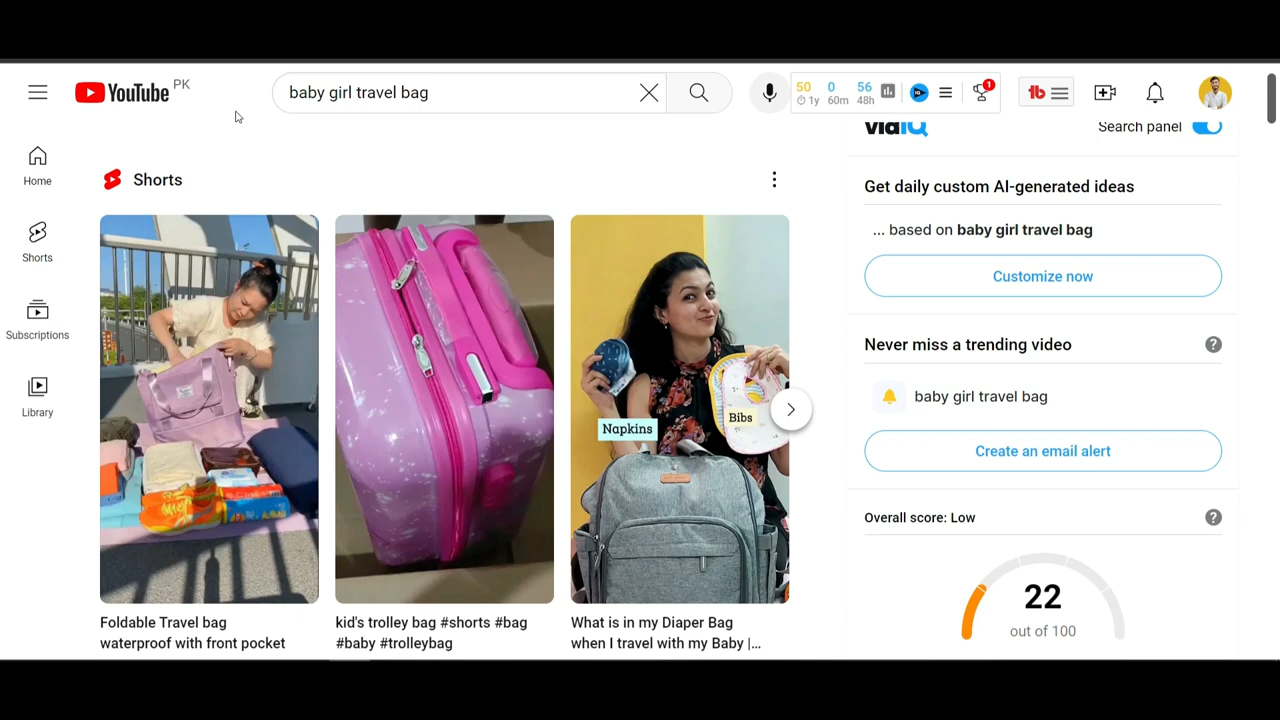 YouTube PK
baby girl travel bag
50 0 56
1y 60m 48h
1
Search panel
Home
Shorts
Subscriptions
Library
Shorts
Napkins
Bibs
Foldable Travel bag
waterproof with front pocket
kid's trolley bag #shorts #bag
#baby #trolleybag
What is in my Diaper Bag
when I travel with my Baby |...
vidIQ
Get daily custom AI-generated ideas
... based on baby girl travel bag
Customize now
Never miss a trending video
?
baby girl travel bag
Create an email alert
Overall score: Low
?
22
out of 100